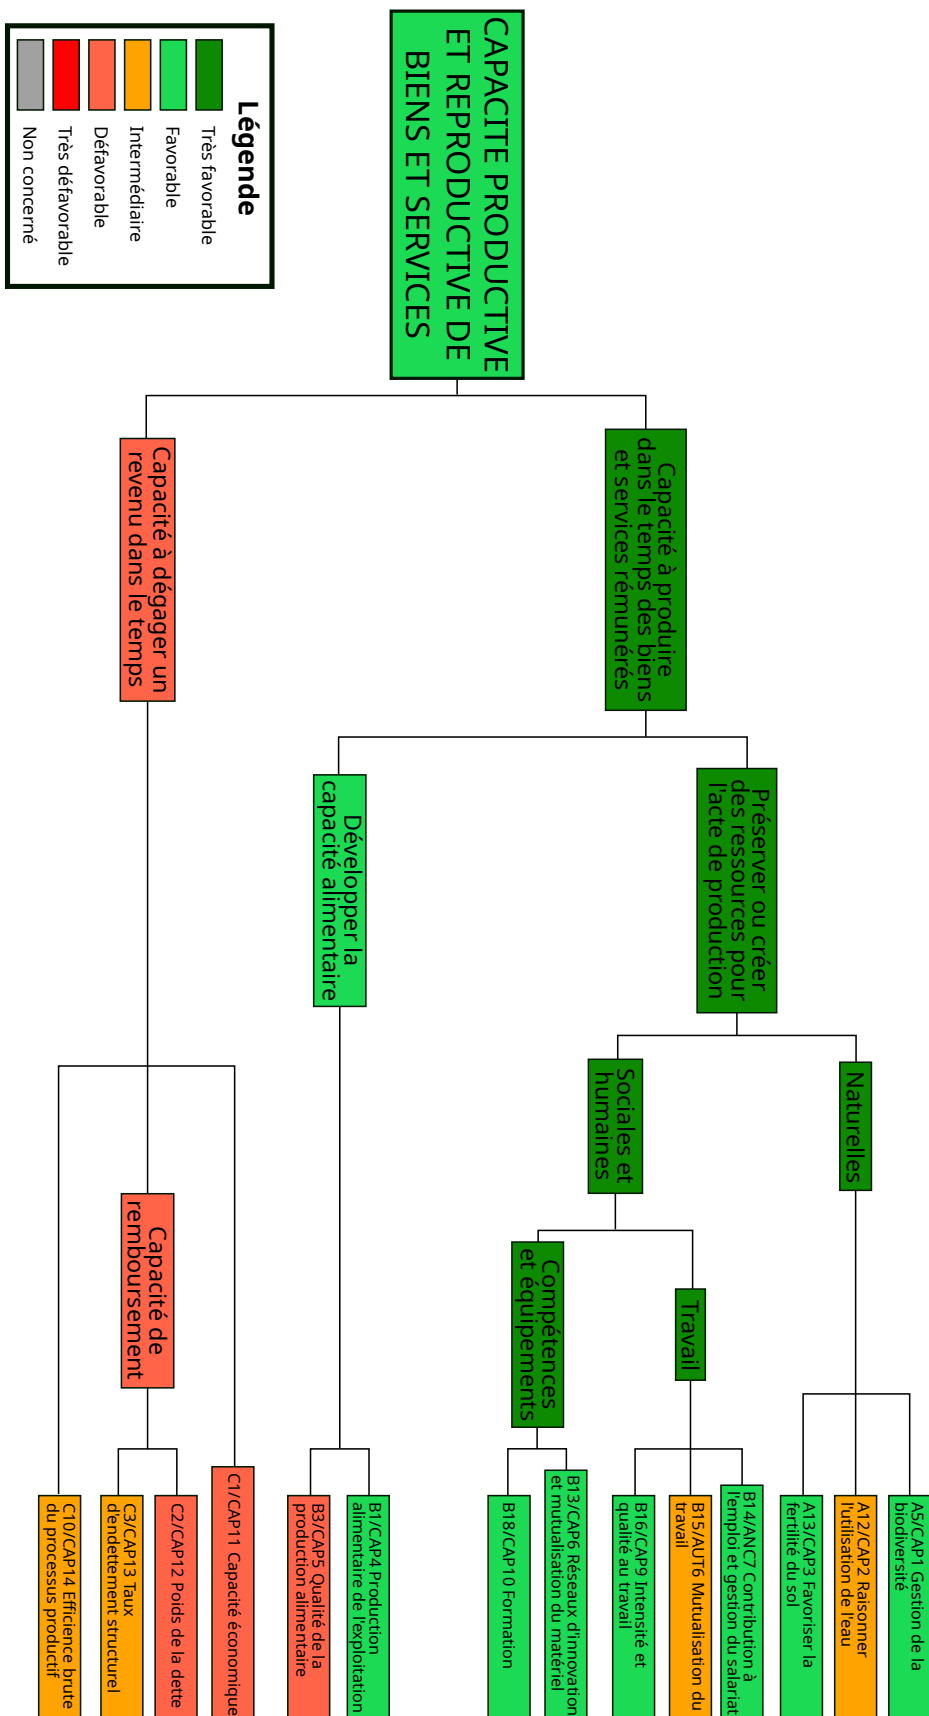 CAPACITE PRODUCTIVE
ET REPRODUCTIVE DE
BIENS ET SERVICES
Capacité à produire
dans le temps des biens
et services rémunérés
Préserver ou créer
des ressources pour
l'acte de production
Naturelles
A5/CAP1 Gestion de la
biodiversité
A12/CAP2 Raisonner
l'utilisation de l'eau
A13/CAP3 Favoriser la
fertilité du sol
Sociales et
humaines
Travail
B14/ANC7 Contribution à
l'emploi et gestion du salariat
B15/AUT6 Mutualisation du
travail
B16/CAP9 Intensité et
qualité au travail
Compétences
et équipements
B13/CAP6 Réseaux d'innovation
et mutualisation du matériel
B18/CAP10 Formation
Développer la
capacité alimentaire
B1/CAP4 Production
alimentaire de l'exploitation
B3/CAP5 Qualité de la
production alimentaire
Capacité à dégager un
revenu dans le temps
C1/CAP11 Capacité économique
Capacité de
remboursement
C2/CAP12 Poids de la dette
C3/CAP13 Taux
d'endettement structurel
C10/CAP14 Efficience brute
du processus productif
Légende
Très favorable
Favorable
Intermédiaire
Défavorable
Très défavorable
Non concerné